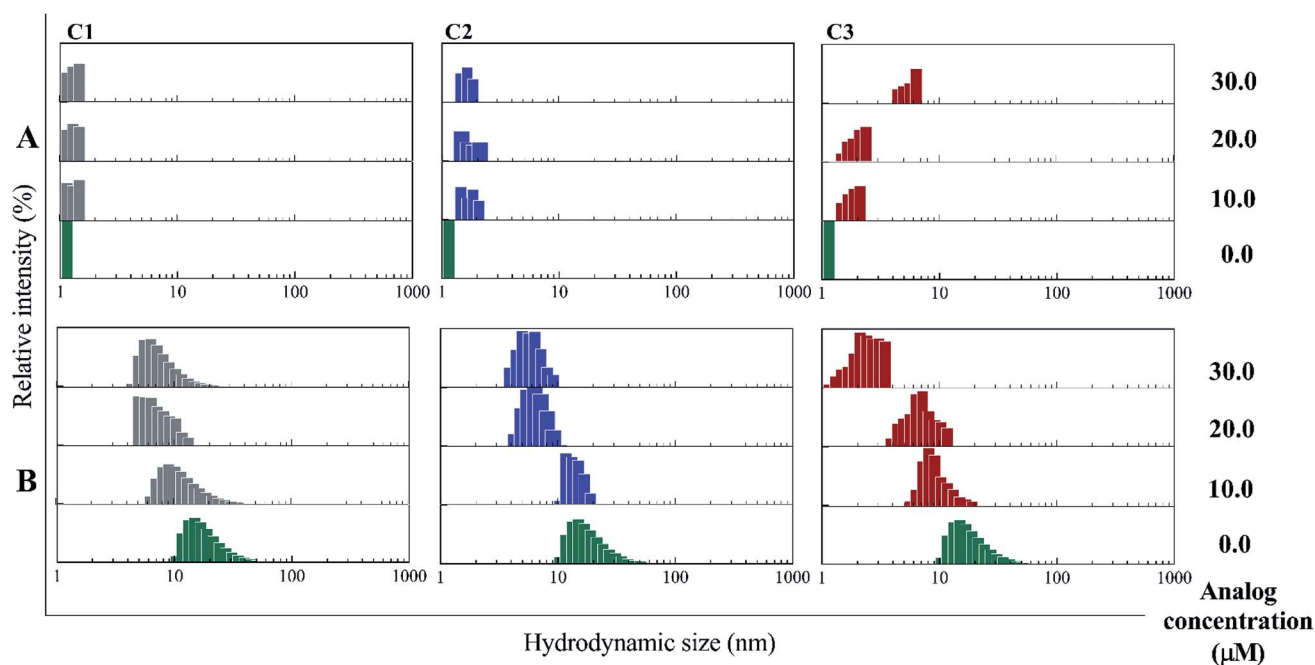 C1 C2 C3
30.0
A
20.0
10.0
0.0
1 10 100 1000 1 10 100 1000 1 10 100 1000
Relative intensity (%)
30.0
20.0
B
10.0
0.0
1 10 100 1000 1 10 100 1000 1 10 100 1000
Analog
concentration
(µM)
Hydrodynamic size (nm)